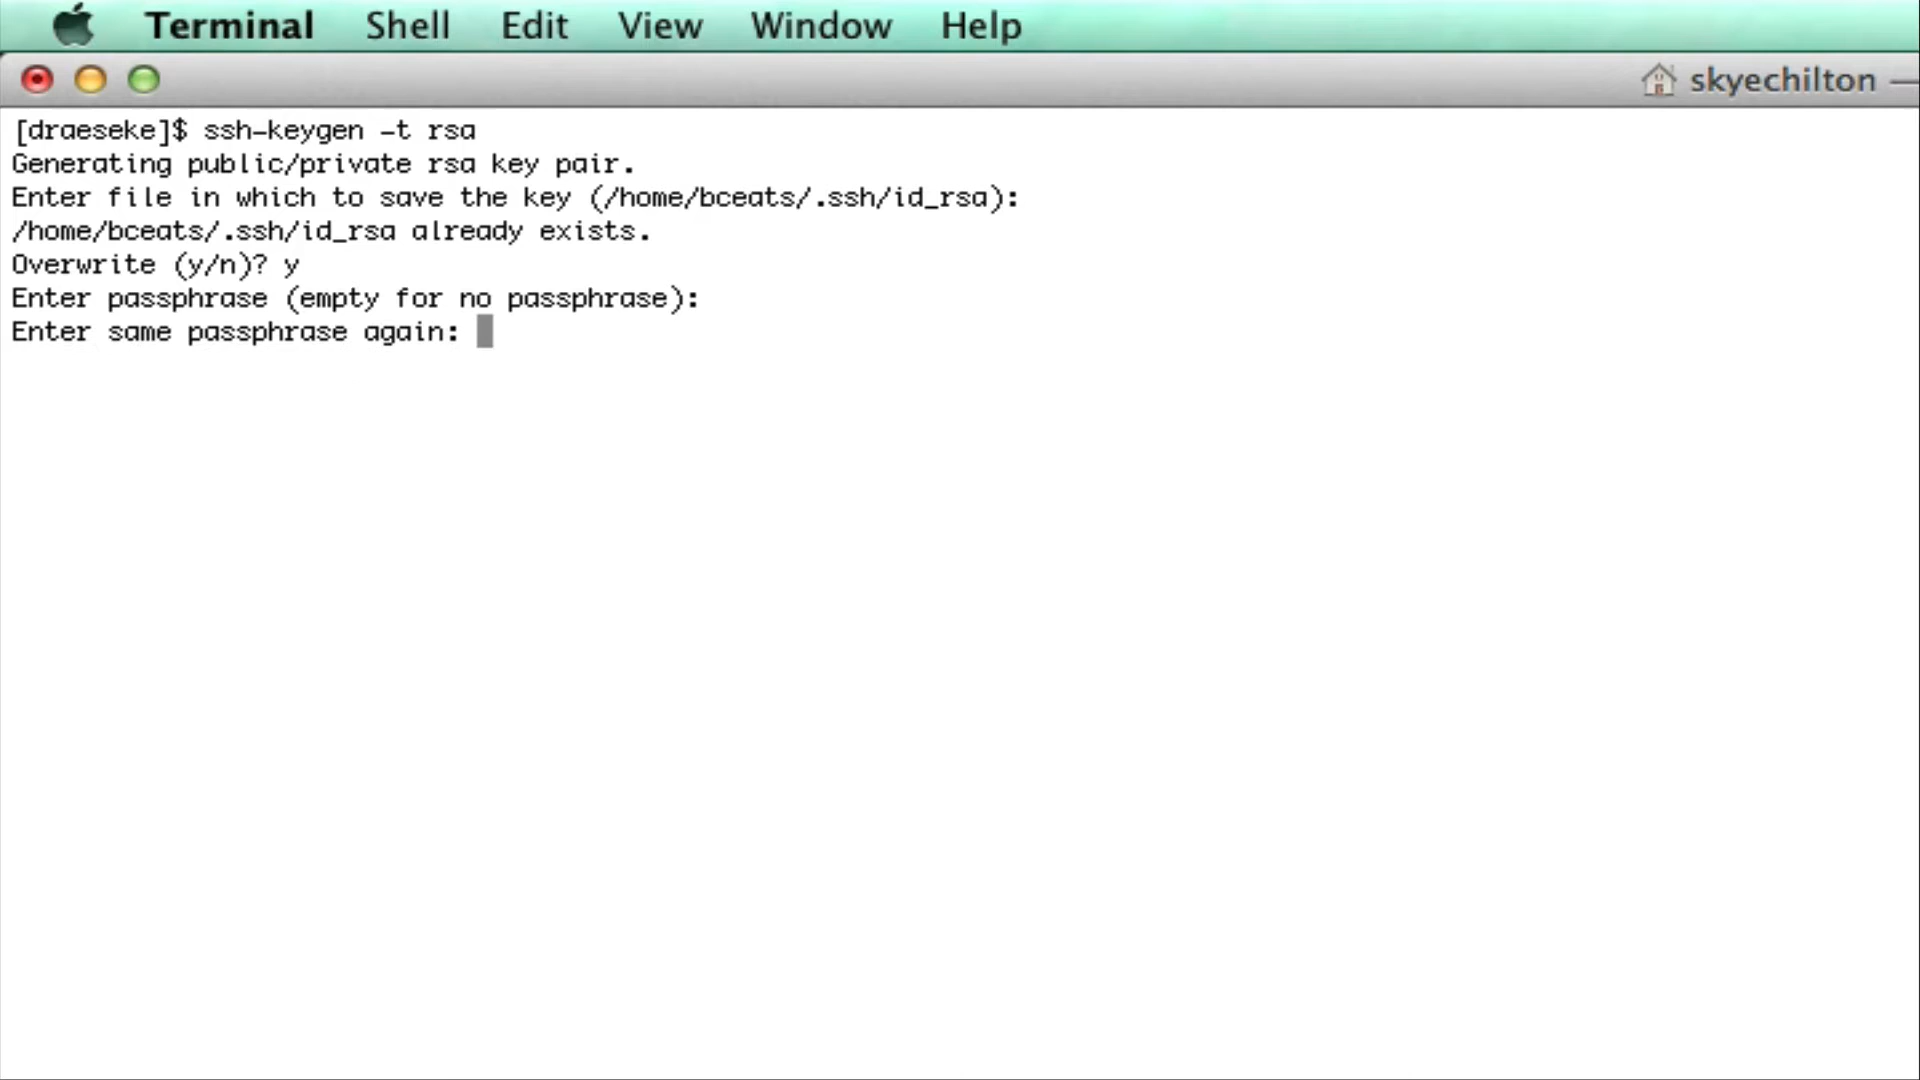 Terminal Shell Edit View Window Help
skyechilton —
[draeseke]$ ssh-keygen -t rsa
Generating public/private rsa key pair.
Enter file in which to save the key (/home/bceats/.ssh/id_rsa):
/home/bceats/.ssh/id_rsa already exists.
Overwrite (y/n)? y
Enter passphrase (empty for no passphrase):
Enter same passphrase again: